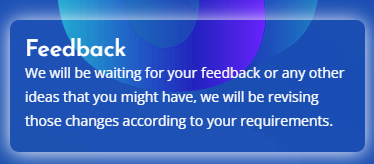 Feedback
We will be waiting for your feedback or any other
ideas that you might have, we will be revising
those changes according to your requirements.